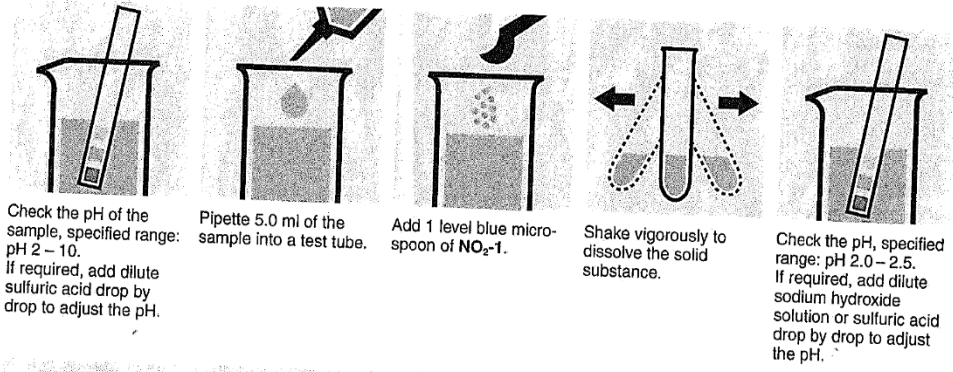 Check the pH of the
sample, specified range:
pH 2 – 10.
If required, add dilute
sulfuric acid drop by
drop to adjust the pH.
Pipette 5.0 ml of the
sample into a test tube.
Add 1 level blue micro-
spoon of NO₂-1.
Shake vigorously to
dissolve the solid
substance.
Check the pH, specified
range: pH 2.0 – 2.5.
If required, add dilute
sodium hydroxide
solution or sulfuric acid
drop by drop to adjust
the pH.